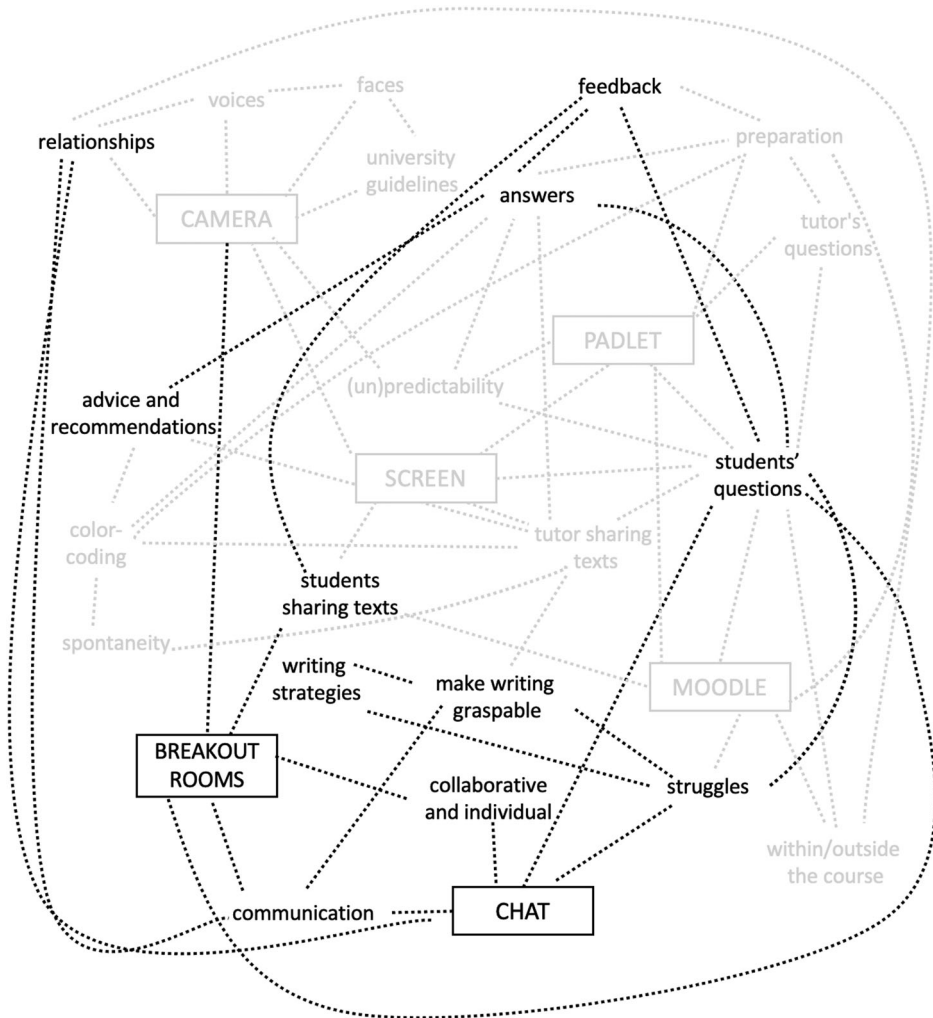 faces
feedback
voices
relationships
preparation
university
guidelines
answers
CAMERA
tutor's
questions
PADLET
(un)predictability
advice and
recommendations
SCREEN
students’
questions
color-
coding
tutor sharing
texts
students
sharing texts
spontaneity
writing
strategies
make writing
graspable
MOODLE
BREAKOUT
ROOMS
collaborative
and individual
struggles
within/outside
the course
communication
CHAT